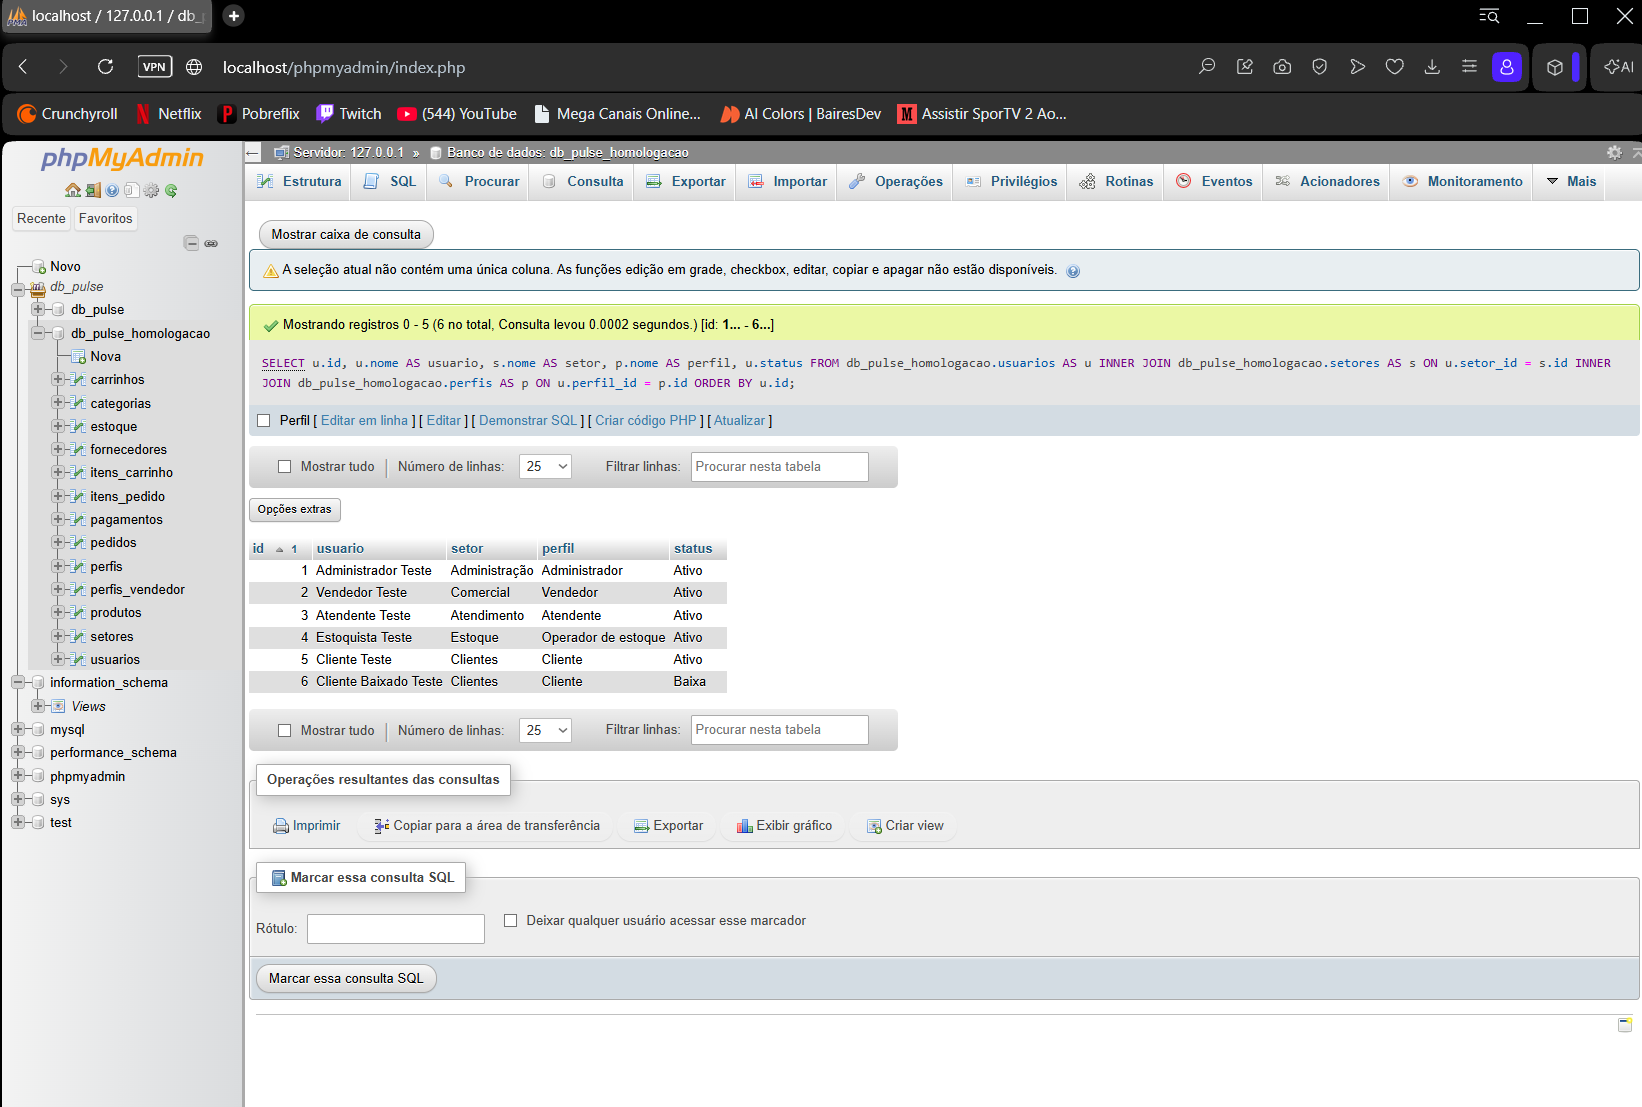 localhost / 127.0.0.1 / db_
VPN
localhost/phpmyadmin/index.php
AI
Crunchyroll
Netflix
Pobreflix
Twitch
(544) YouTube
Mega Canais Online...
AI Colors | BairesDev
Assistir SporTV 2 Ao...
phpMyAdmin
Recente
Favoritos
Novo
db_pulse
db_pulse
db_pulse_homologacao
Nova
carrinhos
categorias
estoque
fornecedores
itens_carrinho
itens_pedido
pagamentos
pedidos
perfis
perfis_vendedor
produtos
setores
usuarios
information_schema
Views
mysql
performance_schema
phpmyadmin
sys
test
Servidor: 127.0.0.1 » Banco de dados: db_pulse_homologacao
Estrutura
SQL
Procurar
Consulta
Exportar
Importar
Operações
Privilégios
Rotinas
Eventos
Acionadores
Monitoramento
Mais
Mostrar caixa de consulta
A seleção atual não contém uma única coluna. As funções edição em grade, checkbox, editar, copiar e apagar não estão disponíveis.
Mostrando registros 0 - 5 (6 no total, Consulta levou 0.0002 segundos.) [id: 1... - 6...]
SELECT u.id, u.nome AS usuario, s.nome AS setor, p.nome AS perfil, u.status FROM db_pulse_homologacao.usuarios AS u INNER JOIN db_pulse_homologacao.setores AS s ON u.setor_id = s.id INNER
JOIN db_pulse_homologacao.perfis AS p ON u.perfil_id = p.id ORDER BY u.id;
Perfil [ Editar em linha ] [ Editar ] [ Demonstrar SQL ] [ Criar código PHP ] [ Atualizar ]
Mostrar tudo | Número de linhas: 25 Filtrar linhas: Procurar nesta tabela
Opções extras
id 1 usuario setor perfil status
1 Administrador Teste Administração Administrador Ativo
2 Vendedor Teste Comercial Vendedor Ativo
3 Atendente Teste Atendimento Atendente Ativo
4 Estoquista Teste Estoque Operador de estoque Ativo
5 Cliente Teste Clientes Cliente Ativo
6 Cliente Baixado Teste Clientes Cliente Baixa
Mostrar tudo | Número de linhas: 25 Filtrar linhas: Procurar nesta tabela
Operações resultantes das consultas
Imprimir
Copiar para a área de transferência
Exportar
Exibir gráfico
Criar view
Marcar essa consulta SQL
Rótulo:
Deixar qualquer usuário acessar esse marcador
Marcar essa consulta SQL